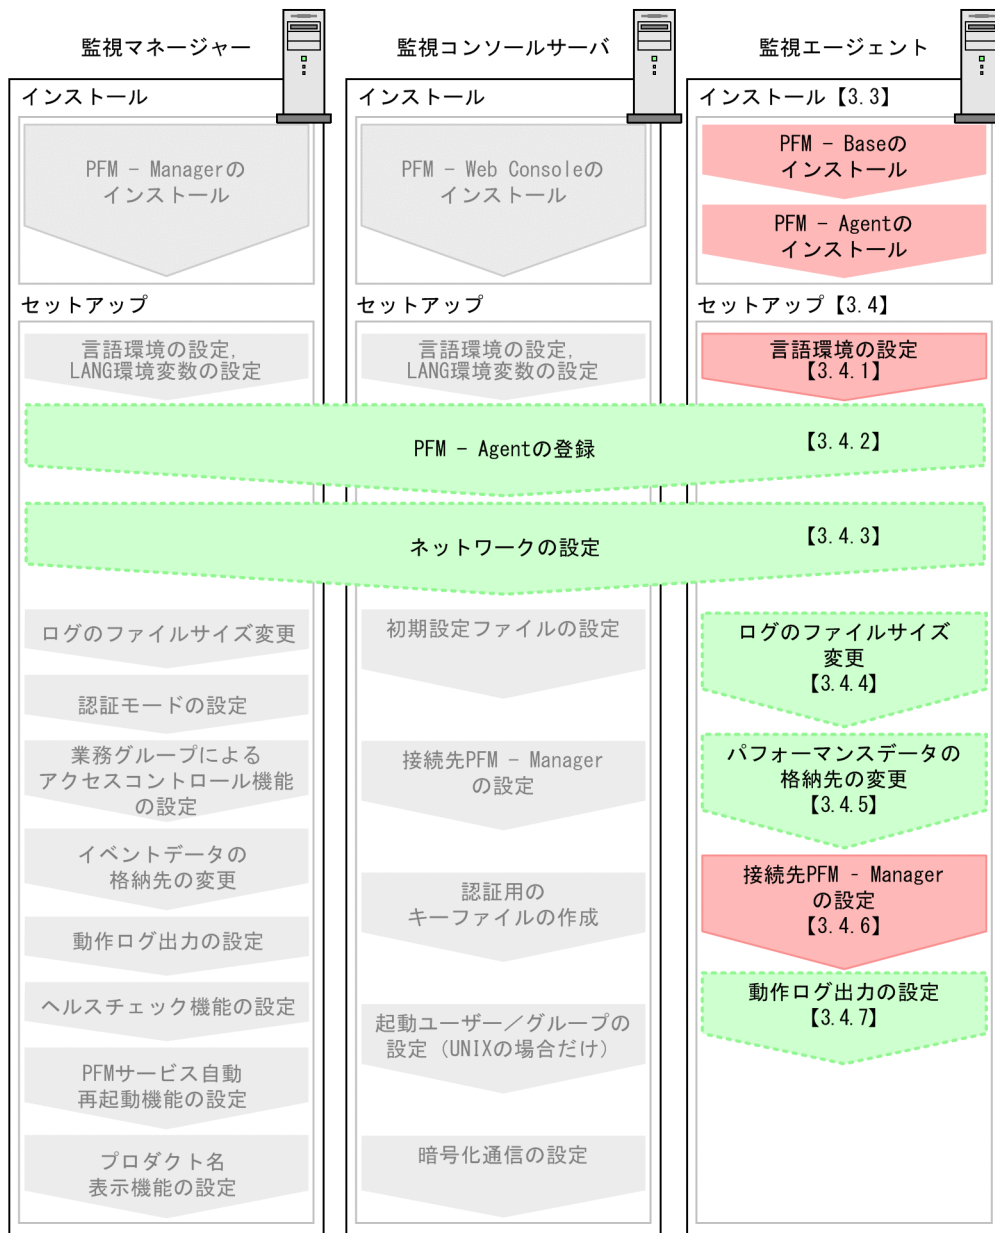 監視マネージャー
インストール
PFM － Managerの
インストール
セットアップ
言語環境の設定,
LANG環境変数の設定
監視コンソールサーバ
インストール
PFM － Web Consoleの
インストール
セットアップ
言語環境の設定,
LANG環境変数の設定
監視エージェント
インストール【3.3】
PFM － Baseの
インストール
PFM － Agentの
インストール
セットアップ【3.4】
言語環境の設定
【3.4.1】
PFM － Agentの登録
【3.4.2】
ネットワークの設定
【3.4.3】
ログのファイルサイズ変更
認証モードの設定
業務グループによる
アクセスコントロール機能
の設定
イベントデータの
格納先の変更
動作ログ出力の設定
ヘルスチェック機能の設定
PFMサービス自動
再起動機能の設定
プロダクト名
表示機能の設定
初期設定ファイルの設定
接続先PFM － Manager
の設定
認証用の
キーファイルの作成
起動ユーザー／グループの
設定（UNIXの場合だけ）
暗号化通信の設定
ログのファイルサイズ
変更
【3.4.4】
パフォーマンスデータの
格納先の変更
【3.4.5】
接続先PFM - Manager
の設定
【3.4.6】
動作ログ出力の設定
【3.4.7】